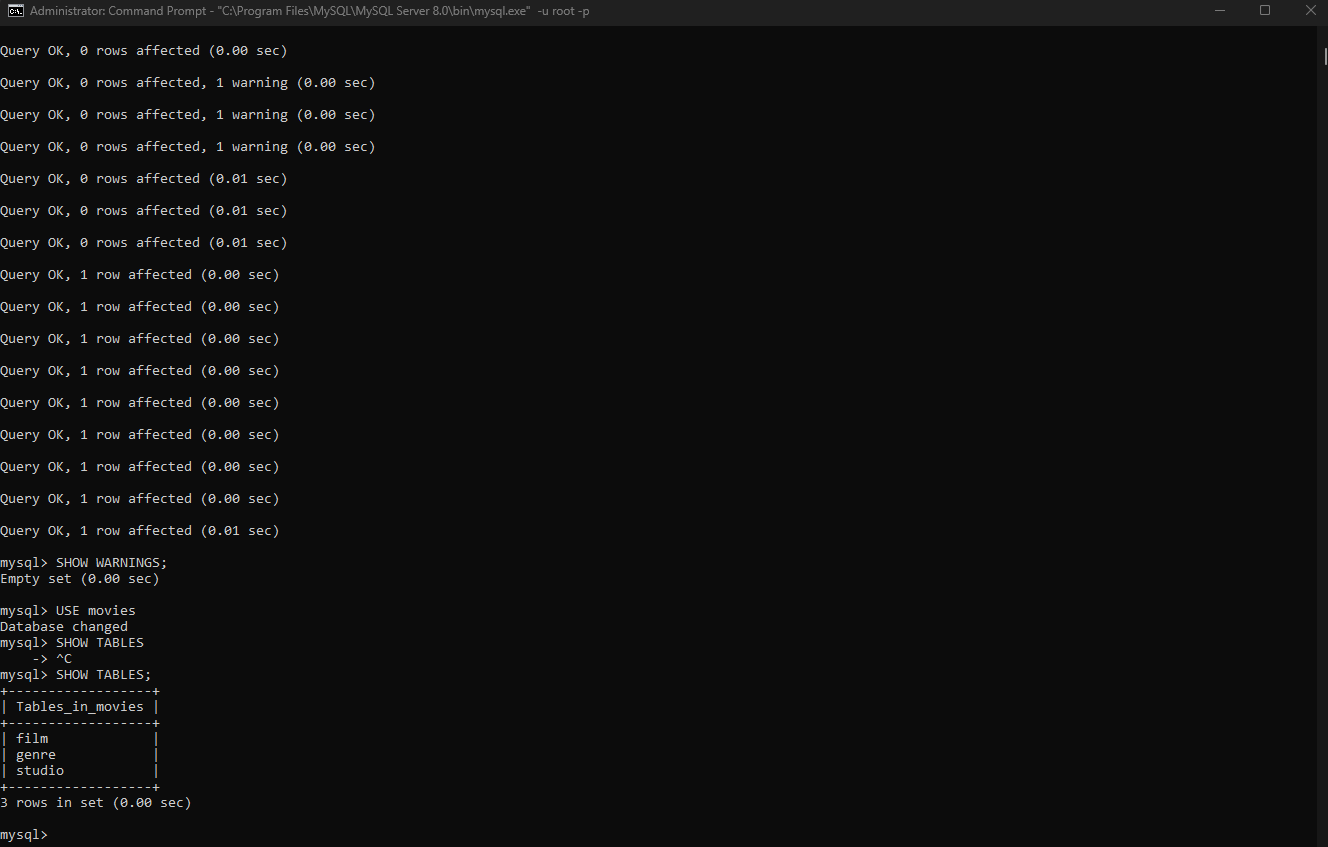 Administrator: Command Prompt - "C:\Program Files\MySQL\MySQL Server 8.0\bin\mysql.exe" -u root -p
Query OK, 0 rows affected (0.00 sec)
Query OK, 0 rows affected, 1 warning (0.00 sec)
Query OK, 0 rows affected, 1 warning (0.00 sec)
Query OK, 0 rows affected, 1 warning (0.00 sec)
Query OK, 0 rows affected (0.01 sec)
Query OK, 0 rows affected (0.01 sec)
Query OK, 0 rows affected (0.01 sec)
Query OK, 1 row affected (0.00 sec)
Query OK, 1 row affected (0.00 sec)
Query OK, 1 row affected (0.00 sec)
Query OK, 1 row affected (0.00 sec)
Query OK, 1 row affected (0.00 sec)
Query OK, 1 row affected (0.00 sec)
Query OK, 1 row affected (0.00 sec)
Query OK, 1 row affected (0.00 sec)
Query OK, 1 row affected (0.01 sec)
mysql> SHOW WARNINGS;
Empty set (0.00 sec)
mysql> USE movies
Database changed
mysql> SHOW TABLES
    -> ^C
mysql> SHOW TABLES;
+------------------+
| Tables_in_movies |
+------------------+
| film             |
| genre            |
| studio           |
+------------------+
3 rows in set (0.00 sec)
mysql>